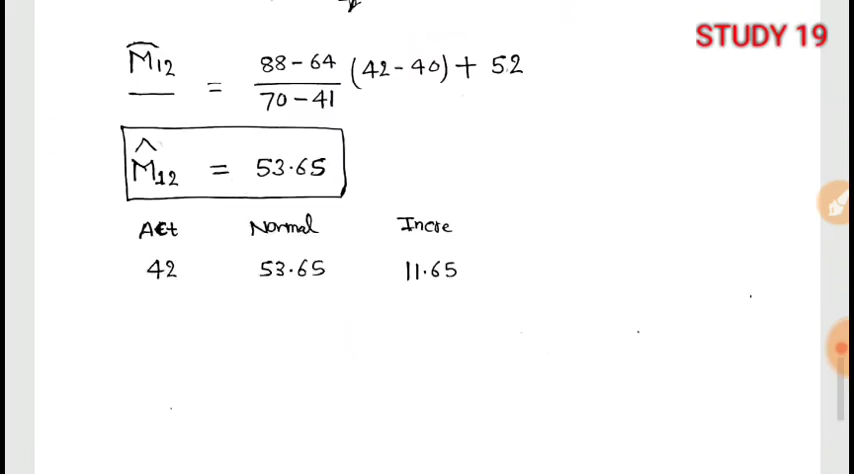 STUDY 19
M̂12 = 88-64/70-41 (42-40) + 52
M̂12 = 53.65
Act Normal Incre
42 53.65 11.65